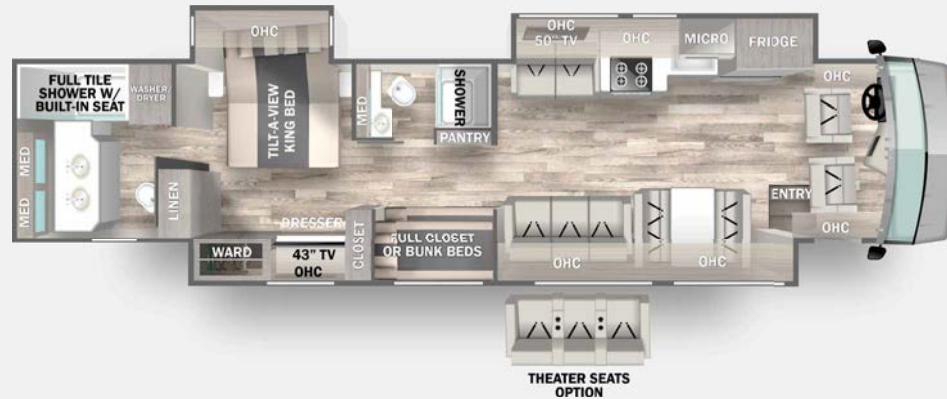 OHC
FULL TILE
SHOWER W/
BUILT-IN SEAT
WASHER/
DRYER
MED
MED
LINEN
TILT-A-VIEW
KING BED
MED
SHOWER
PANTRY
OHC
50" TV
OHC
MICRO
FRIDGE
OHC
ENTRY
OHC
DRESSER
WARD
43" TV
OHC
CLOSET
FULL CLOSET
OR BUNK BEDS
OHC
OHC
THEATER SEATS
OPTION